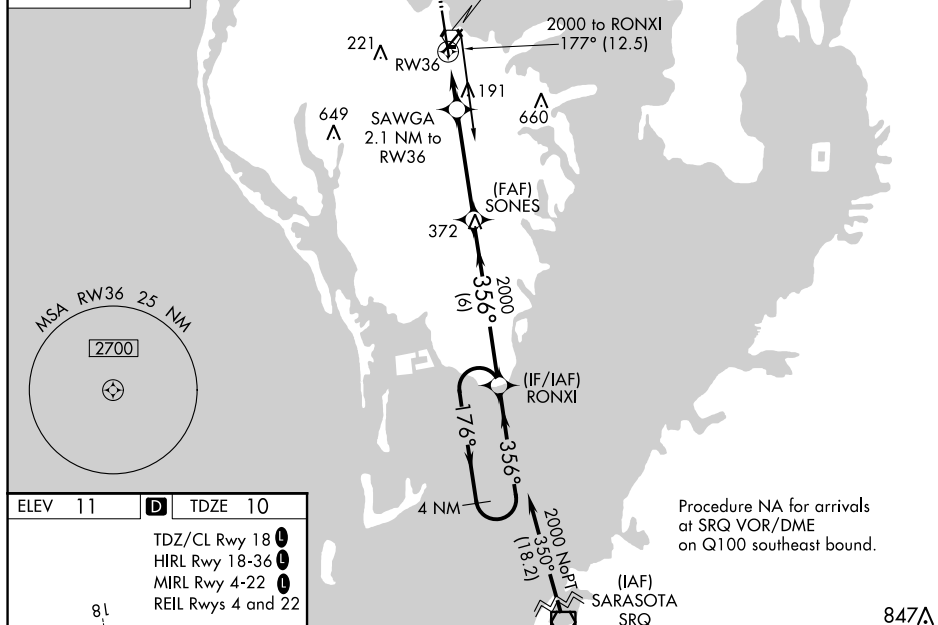 2000 to RONXI
177° (12.5)
221
RW36
191
649
660
SAWGA
2.1 NM to
RW36
(FAF)
SONES
372
2000
356°
(6)
MSA RW36 25 NM
2700
(IF/IAF)
RONXI
176°
356°
4 NM
2000 NoPT
350°
(18.2)
Procedure NA for arrivals
at SRQ VOR/DME
on Q100 southeast bound.
(IAF)
SARASOTA
SRQ
847
ELEV 11 D TDZE 10
TDZ/CL Rwy 18 L
HIRL Rwy 18-36 L
MIRL Rwy 4-22 L
REIL Rwys 4 and 22
18